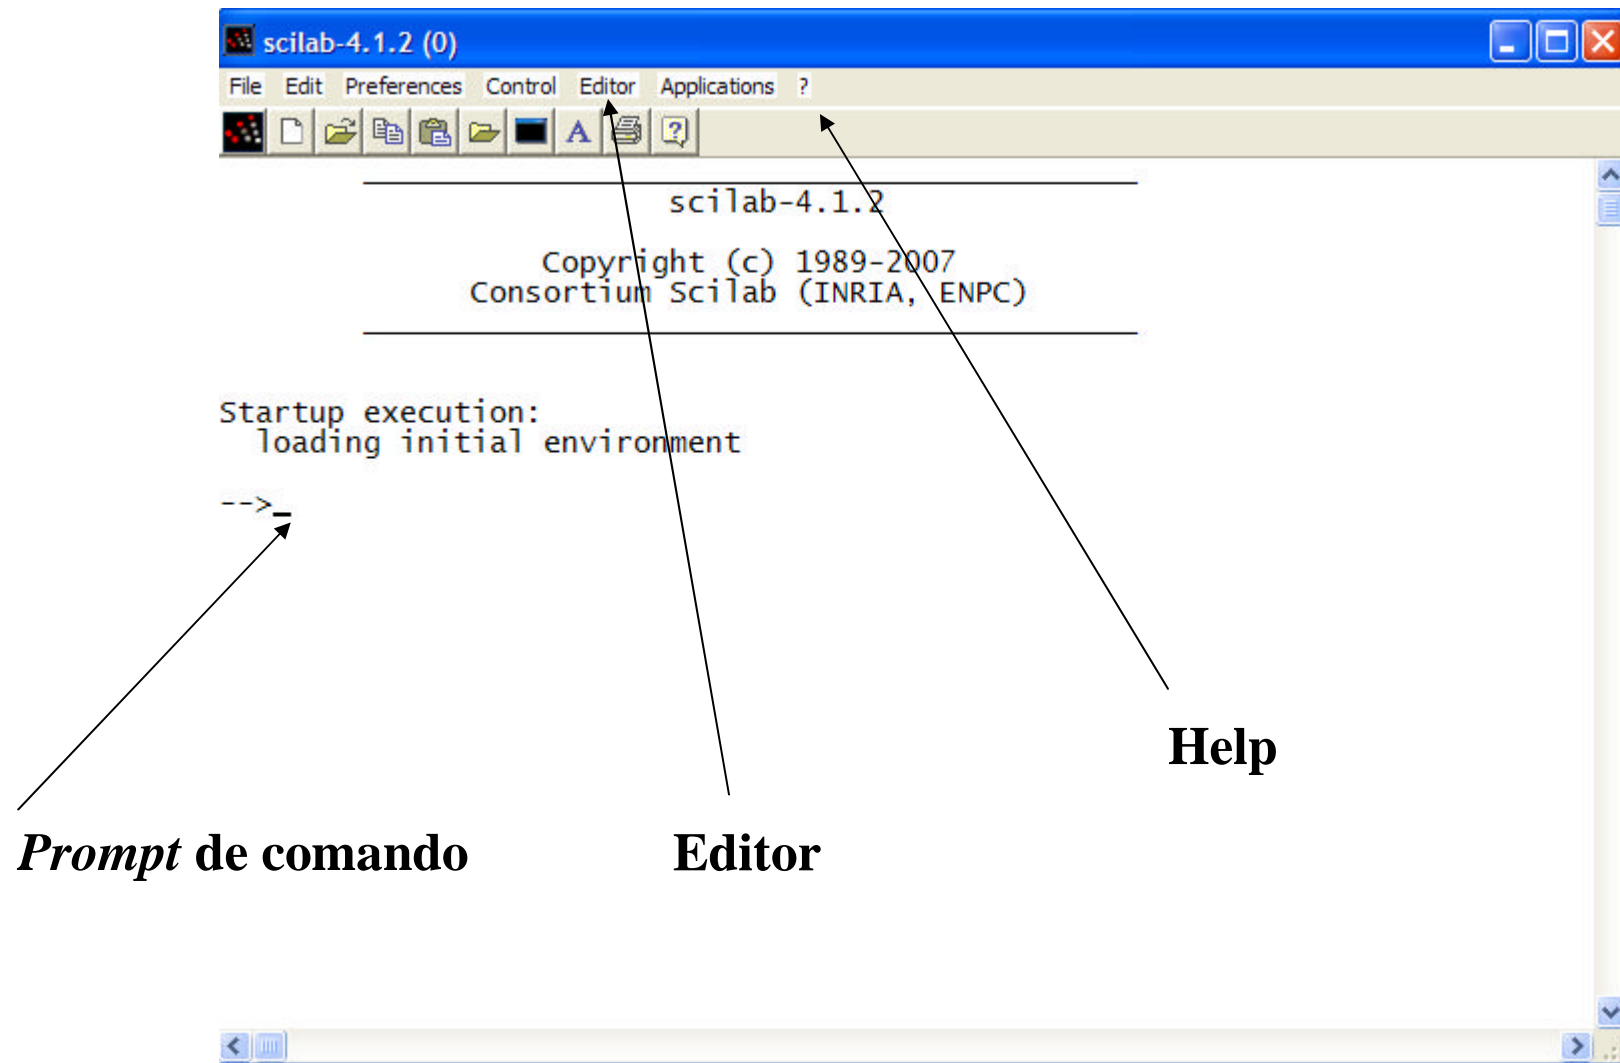 scilab-4.1.2 (0)
File Edit Preferences Control Editor Applications ?
scilab-4.1.2
Copyright (c) 1989-2007
Consortium Scilab (INRIA, ENPC)
Startup execution:
loading initial environment
-->_
Help
Prompt de comando
Editor